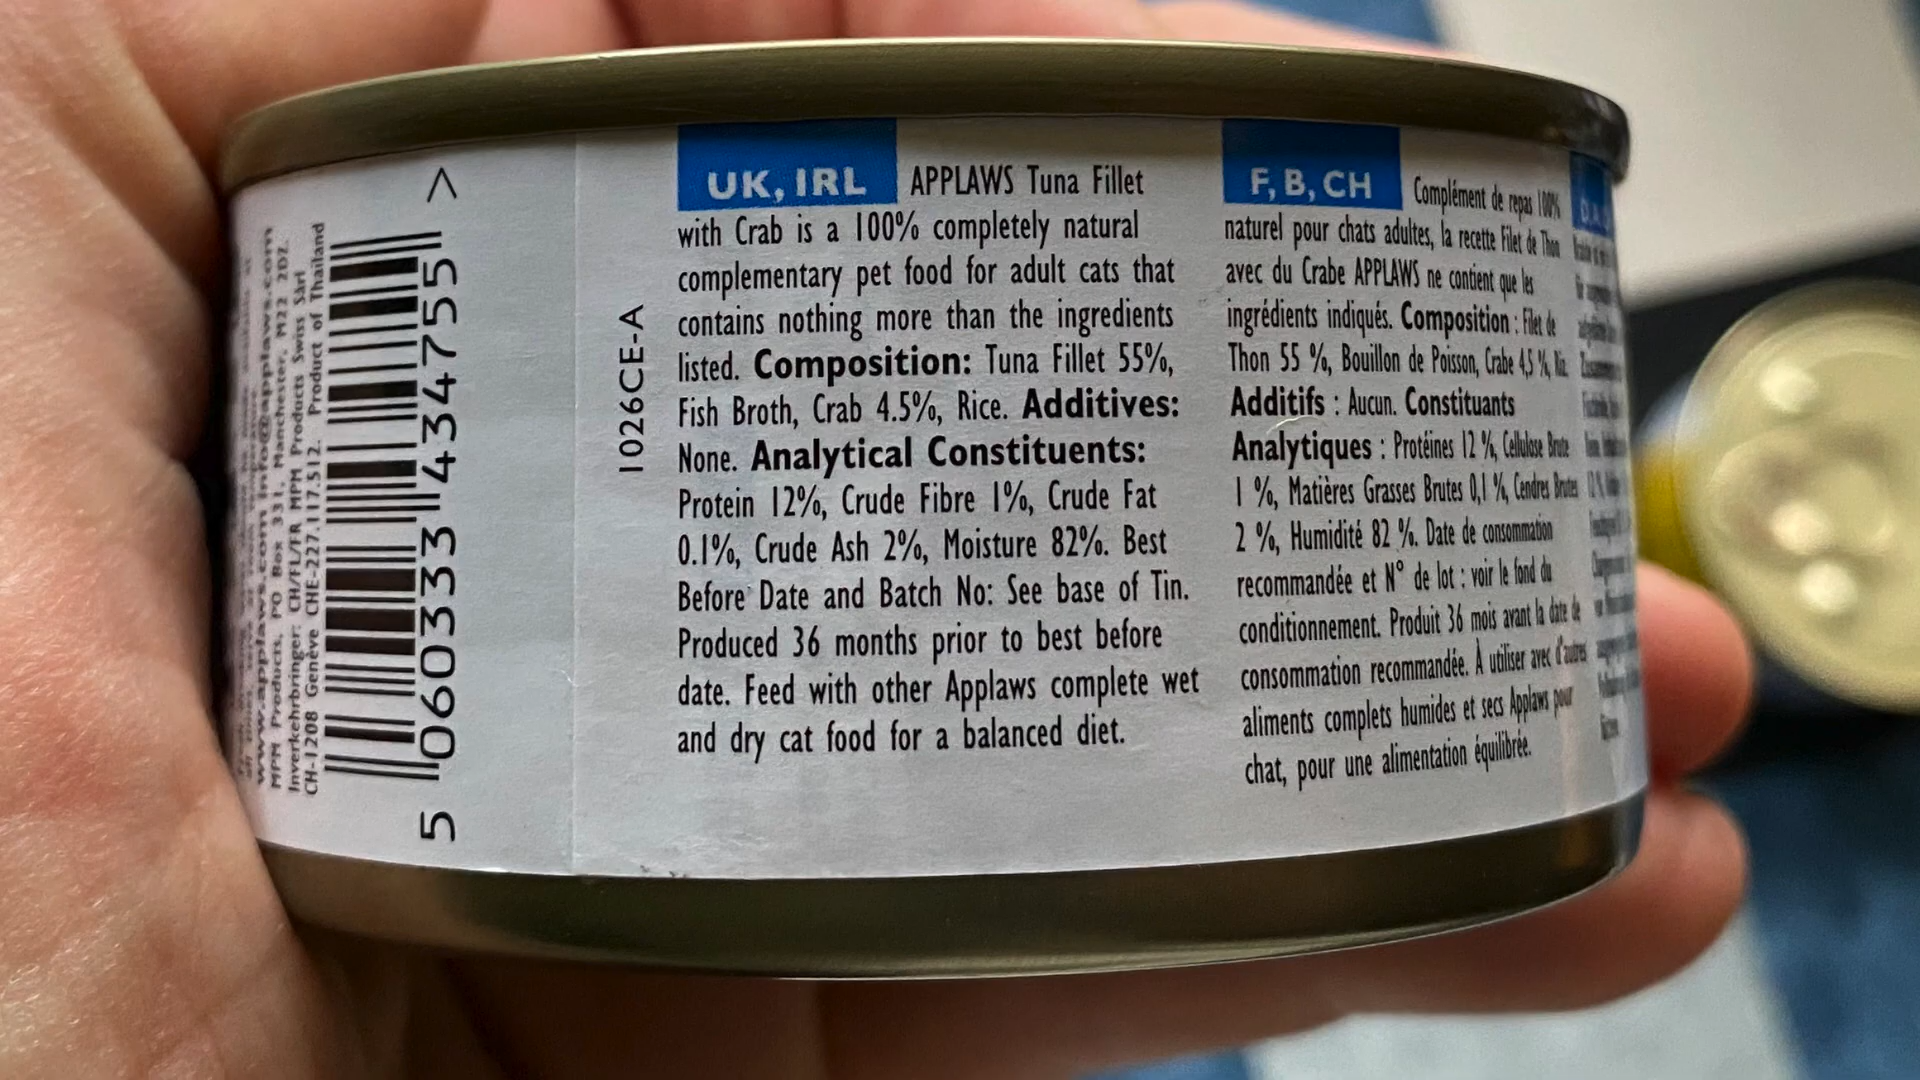 www.applaws.com info@applaws.com
MPM Products, PO Box 331, Manchester, M22 2DZ.
Inverkehrbringer: CH/FL/FR MPM Products Swiss Sàrl
CH-1208 Genève CHE-227.117.512. Product of Thailand
5 060333 434755 >
1026CE-A
UK, IRL APPLAWS Tuna Fillet
with Crab is a 100% completely natural
complementary pet food for adult cats that
contains nothing more than the ingredients
listed. Composition: Tuna Fillet 55%,
Fish Broth, Crab 4.5%, Rice. Additives:
None. Analytical Constituents:
Protein 12%, Crude Fibre 1%, Crude Fat
0.1%, Crude Ash 2%, Moisture 82%. Best
Before Date and Batch No: See base of Tin.
Produced 36 months prior to best before
date. Feed with other Applaws complete wet
and dry cat food for a balanced diet.
F, B, CH Complément de repas 100%
naturel pour chats adultes, la recette Filet de Thon
avec du Crabe APPLAWS ne contient que les
ingrédients indiqués. Composition : Filet de
Thon 55 %, Bouillon de Poisson, Crabe 4,5 %, Riz.
Additifs : Aucun. Constituants
Analytiques : Protéines 12 %, Cellulose Brute
1 %, Matières Grasses Brutes 0,1 %, Cendres Brutes
2 %, Humidité 82 %. Date de consommation
recommandée et N° de lot : voir le fond du
conditionnement. Produit 36 mois avant la date de
consommation recommandée. À utiliser avec d'autres
aliments complets humides et secs Applaws pour
chat, pour une alimentation équilibrée.